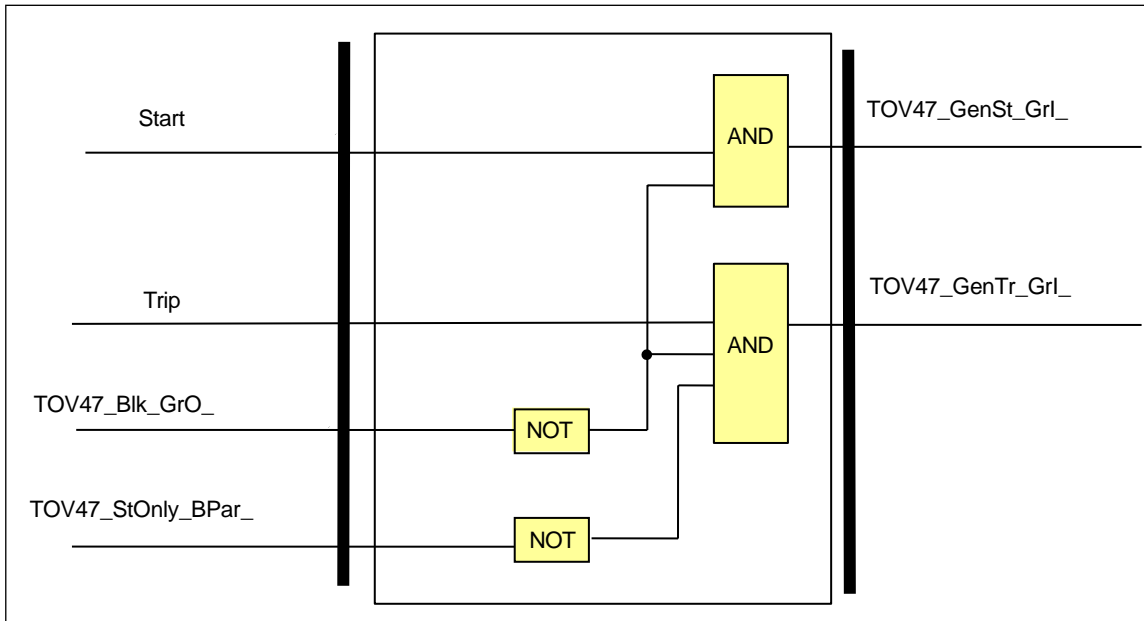 Start
AND
TOV47_GenSt_GrI_
Trip
AND
TOV47_GenTr_GrI_
TOV47_Blk_GrO_
NOT
TOV47_StOnly_BPar_
NOT